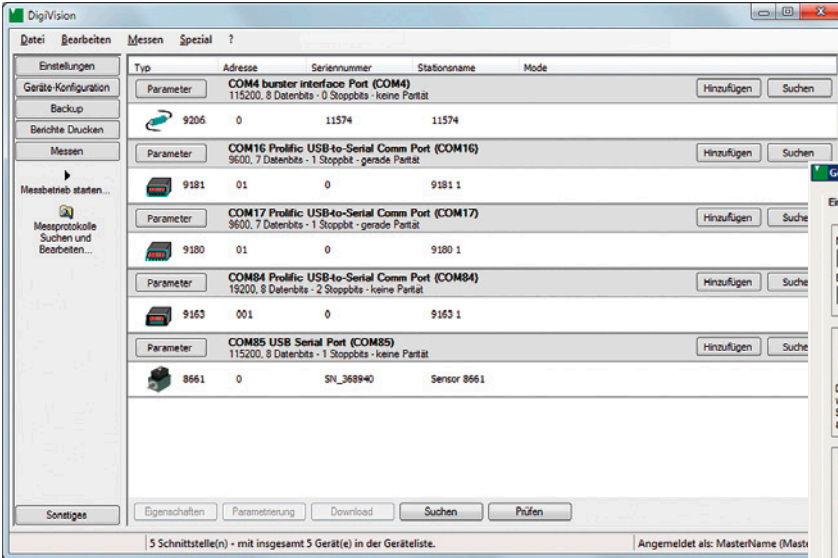 DigiVision
Datei Bearbeiten Messen Spezial ?
Einstellungen
Geräte-Konfiguration
Backup
Berichte Drucken
Messen
Messbetrieb starten...
Messprotokolle
Suchen und
Bearbeiten...
Sonstiges
Typ Adresse Seriennummer Stationsname Mode
Parameter COM4 burster interface Port (COM4) Hinzufügen Suchen
115200, 8 Datenbits - 0 Stoppbits - keine Parität
9206 0 11574 11574
Parameter COM16 Prolific USB-to-Serial Comm Port (COM16) Hinzufügen Suchen
9600, 7 Datenbits - 1 Stoppbit - gerade Parität
9181 01 0 9181 1
Parameter COM17 Prolific USB-to-Serial Comm Port (COM17) Hinzufügen Suche
9600, 7 Datenbits - 1 Stoppbit - gerade Parität
9180 01 0 9180 1
Parameter COM84 Prolific USB-to-Serial Comm Port (COM84) Hinzufügen Suche
19200, 8 Datenbits - 2 Stoppbits - keine Parität
9163 001 0 9163 1
Parameter COM85 USB Serial Port (COM85) Hinzufügen Suche
115200, 8 Datenbits - 1 Stoppbits - keine Parität
8661 0 SN_368940 Sensor 8661
Eigenschaften Parametrierung Download Suchen Prüfen
5 Schnittstelle(n) - mit insgesamt 5 Gerät(e) in der Geräteliste. Angemeldet als: MasterName (Maste